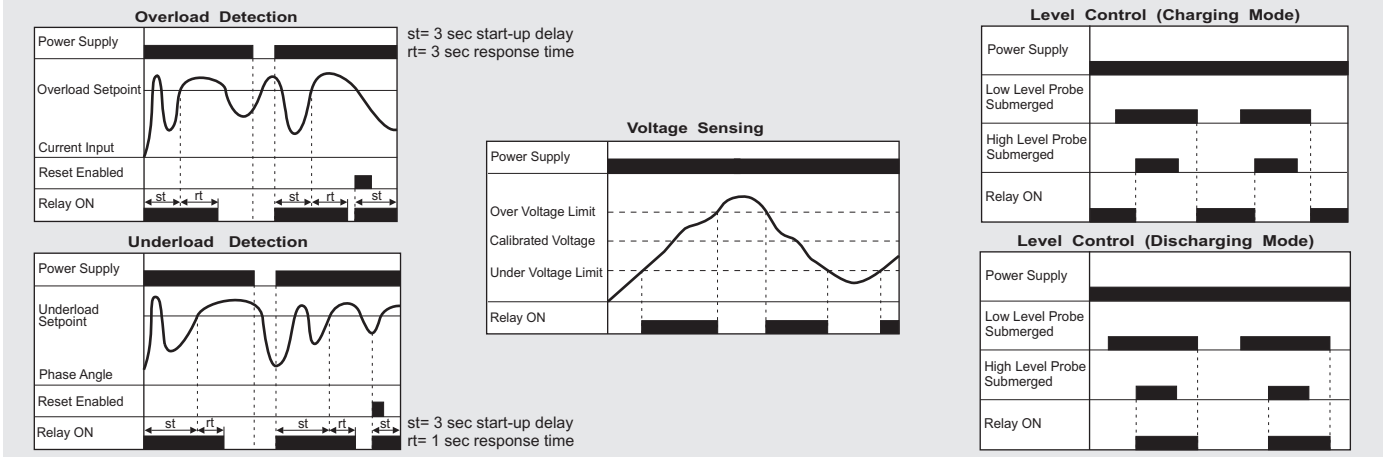 Overload Detection
Power Supply
Overload Setpoint
Current Input
Reset Enabled
Relay ON
st
rt
st
rt
st
st= 3 sec start-up delay
rt= 3 sec response time
Underload Detection
Power Supply
Underload
Setpoint
Phase Angle
Reset Enabled
Relay ON
st
rt
st
rt
st
st= 3 sec start-up delay
rt= 1 sec response time
Voltage Sensing
Power Supply
Over Voltage Limit
Calibrated Voltage
Under Voltage Limit
Relay ON
Level Control (Charging Mode)
Power Supply
Low Level Probe
Submerged
High Level Probe
Submerged
Relay ON
Level Control (Discharging Mode)
Power Supply
Low Level Probe
Submerged
High Level Probe
Submerged
Relay ON